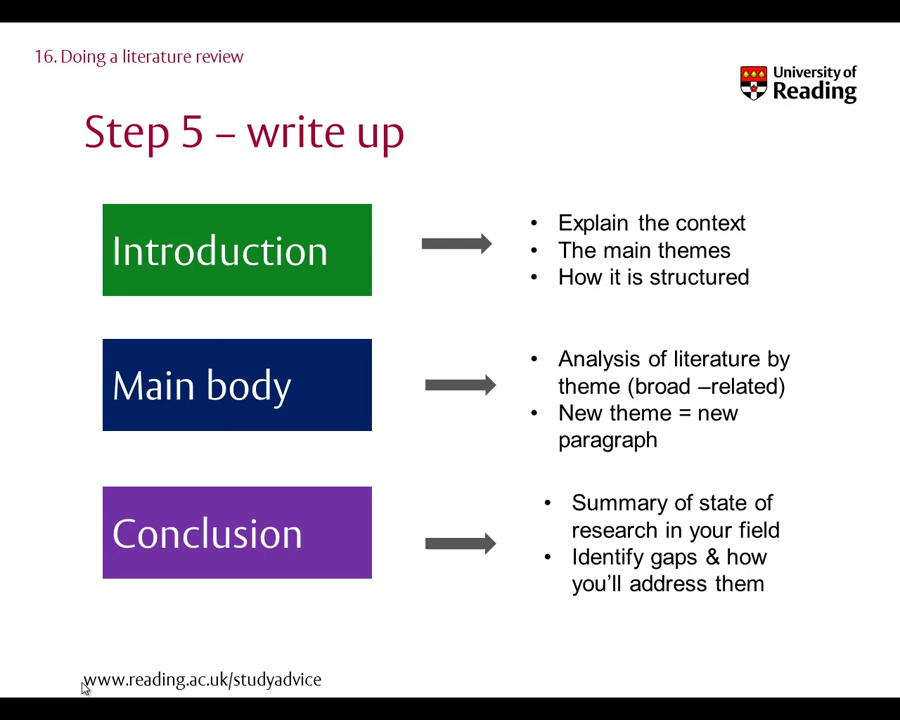 16. Doing a literature review
University of
Reading
Step 5 – write up
Introduction
• Explain the context
• The main themes
• How it is structured
Main body
• Analysis of literature by
theme (broad –related)
• New theme = new
paragraph
Conclusion
• Summary of state of
research in your field
• Identify gaps & how
you’ll address them
www.reading.ac.uk/studyadvice